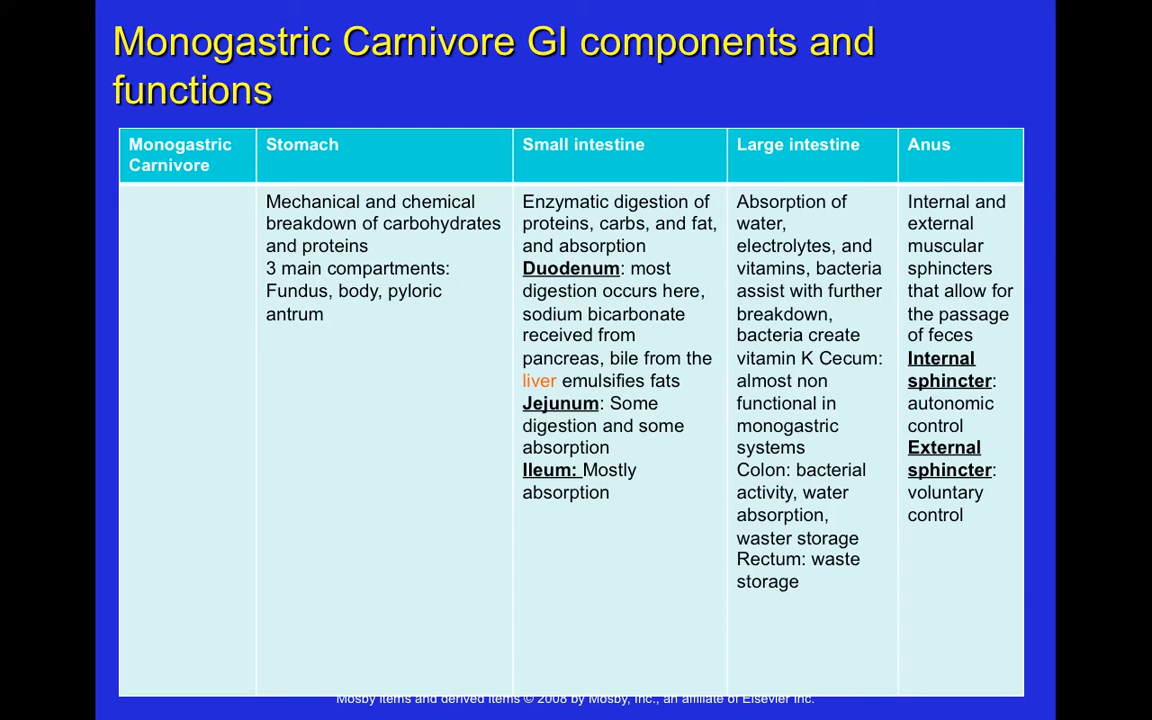 Monogastric Carnivore GI components and
functions
Monogastric
Carnivore
Stomach
Small intestine
Large intestine
Anus
Mechanical and chemical
breakdown of carbohydrates
and proteins
3 main compartments:
Fundus, body, pyloric
antrum
Enzymatic digestion of
proteins, carbs, and fat,
and absorption
Duodenum: most
digestion occurs here,
sodium bicarbonate
received from
pancreas, bile from the
liver emulsifies fats
Jejunum: Some
digestion and some
absorption
Ileum: Mostly
absorption
Absorption of
water,
electrolytes, and
vitamins, bacteria
assist with further
breakdown,
bacteria create
vitamin K Cecum:
almost non
functional in
monogastric
systems
Colon: bacterial
activity, water
absorption,
waster storage
Rectum: waste
storage
Internal and
external
muscular
sphincters
that allow for
the passage
of feces
Internal
sphincter:
autonomic
control
External
sphincter:
voluntary
control
Mosby items and derived items © 2008 by Mosby, Inc., an affiliate of Elsevier Inc.